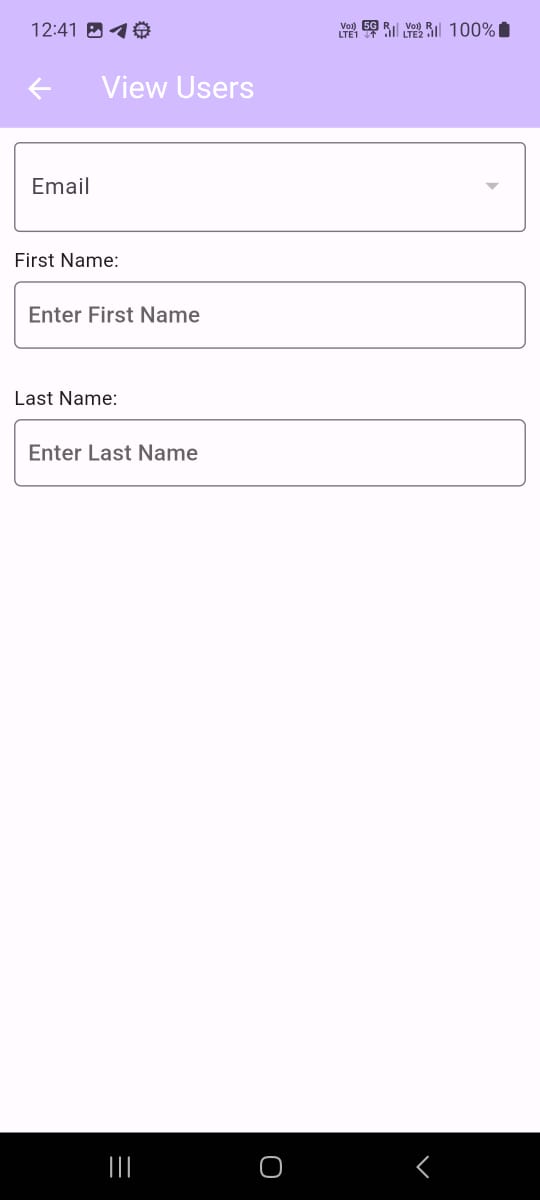 12:41 Vo) LTE1 5G R Vo) LTE2 R 100%
View Users
Email
First Name:
Enter First Name
Last Name:
Enter Last Name